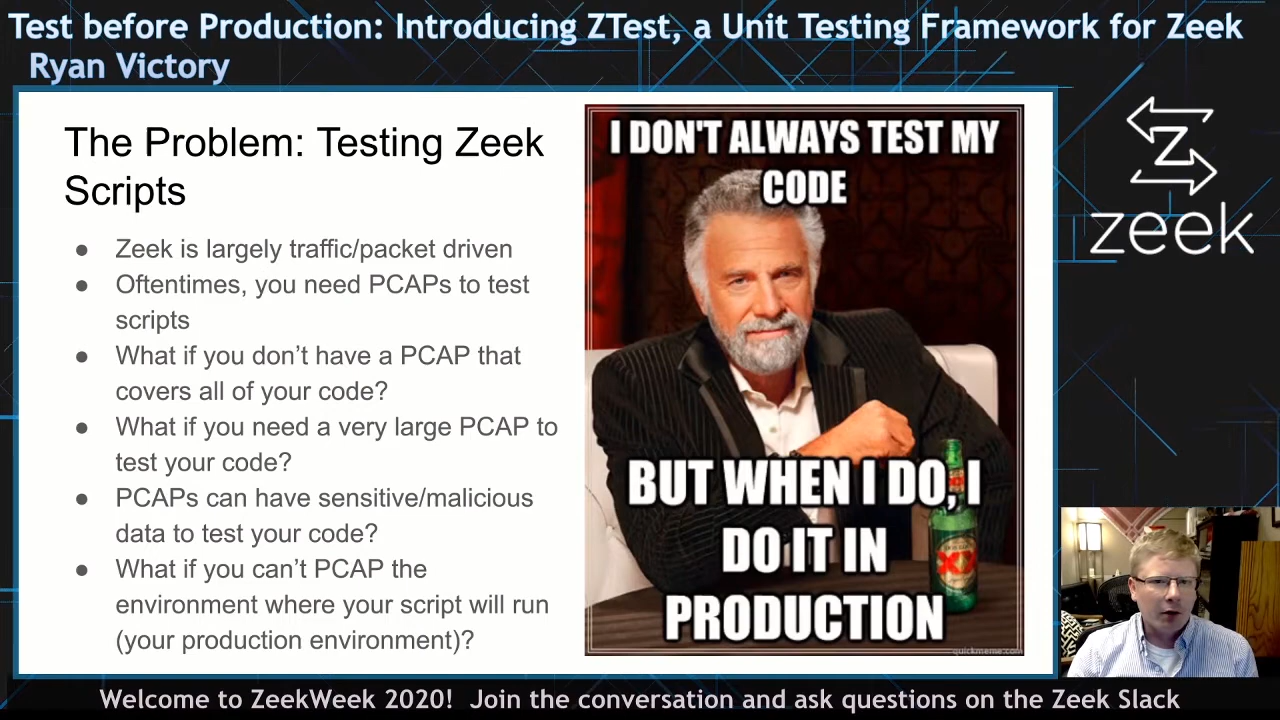 Test before Production: Introducing ZTest, a Unit Testing Framework for Zeek
Ryan Victory
The Problem: Testing Zeek
Scripts
● Zeek is largely traffic/packet driven
● Oftentimes, you need PCAPs to test
scripts
● What if you don't have a PCAP that
covers all of your code?
● What if you need a very large PCAP to
test your code?
● PCAPs can have sensitive/malicious
data to test your code?
● What if you can't PCAP the
environment where your script will run
(your production environment)?
I DON'T ALWAYS TEST MY
CODE
BUT WHEN I DO, I
DO IT IN
PRODUCTION
XX
quickmeme.com
Z
zeek
Welcome to ZeekWeek 2020! Join the conversation and ask questions on the Zeek Slack